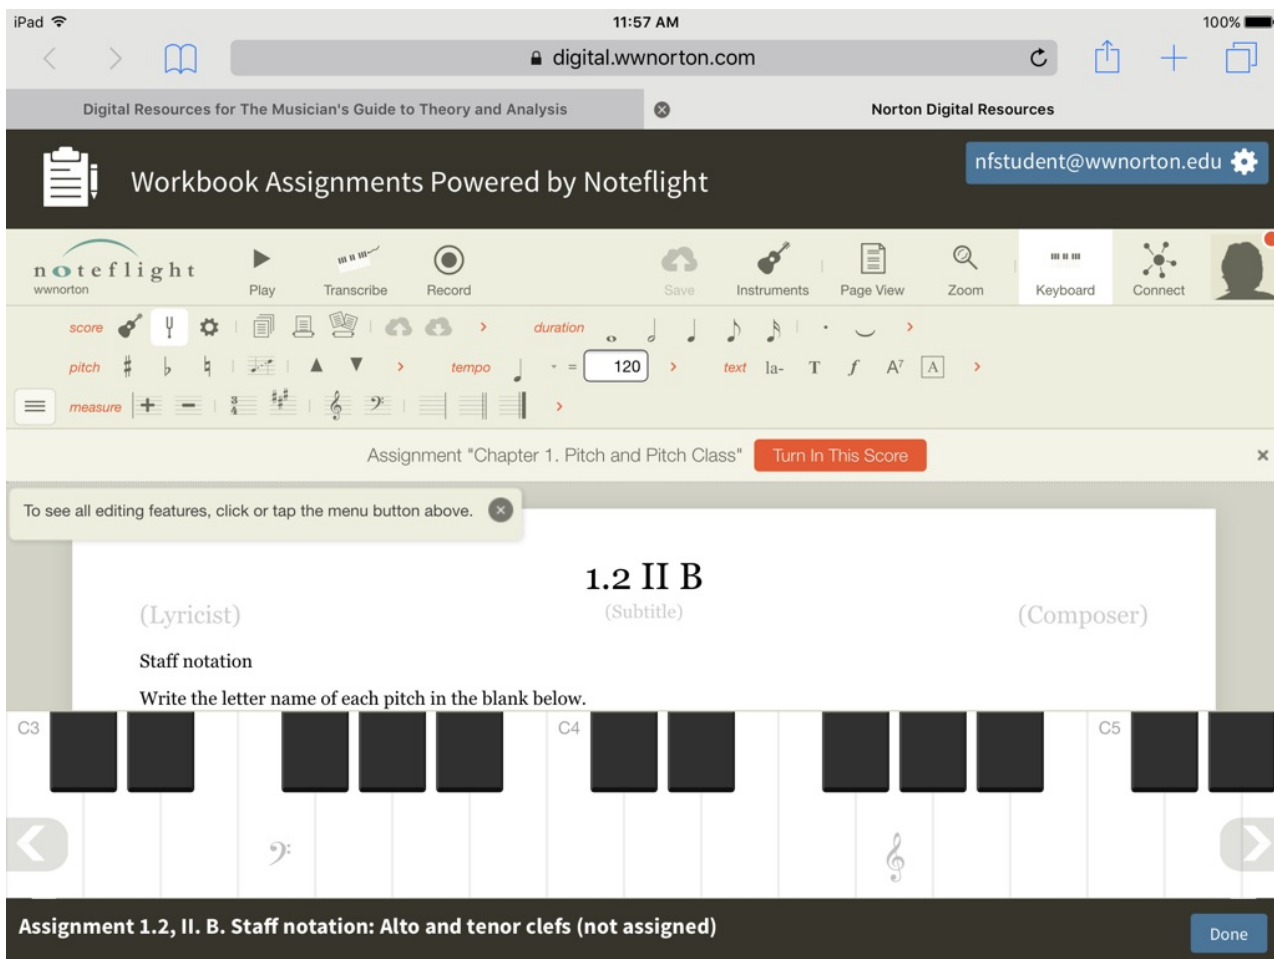 iPad 11:57 AM 100%
digital.wwnorton.com
Digital Resources for The Musician's Guide to Theory and Analysis Norton Digital Resources
Workbook Assignments Powered by Noteflight nfstudent@wwnorton.edu
noteflight
wwnorton
Play Transcribe Record Save Instruments Page View Zoom Keyboard Connect
score duration
pitch tempo = 120 text la- T f A7 A
measure 3/4
Assignment "Chapter 1. Pitch and Pitch Class" Turn In This Score
To see all editing features, click or tap the menu button above.
1.2 II B
(Lyricist) (Subtitle) (Composer)
Staff notation
Write the letter name of each pitch in the blank below.
C3 C4 C5
Assignment 1.2, II. B. Staff notation: Alto and tenor clefs (not assigned)
Done